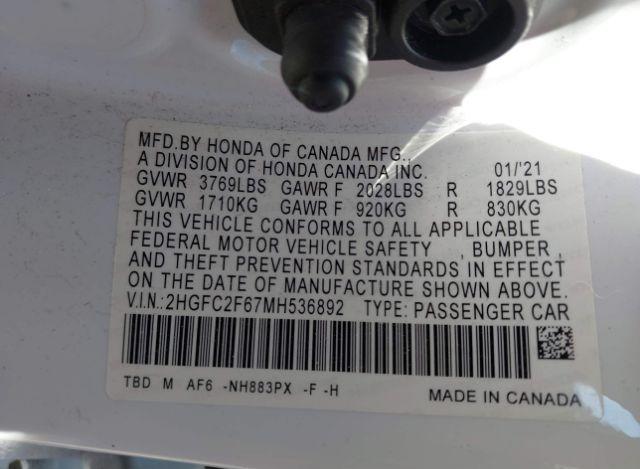 MFD.BY HONDA OF CANADA MFG.,
A DIVISION OF HONDA CANADA INC. 01/'21
GVWR 3769LBS GAWR F 2028LBS R 1829LBS
GVWR 1710KG GAWR F 920KG R 830KG
THIS VEHICLE CONFORMS TO ALL APPLICABLE
FEDERAL MOTOR VEHICLE SAFETY , BUMPER ,
AND THEFT PREVENTION STANDARDS IN EFFECT
ON THE DATE OF MANUFACTURE SHOWN ABOVE.
V.I.N.:2HGFC2F67MH536892 TYPE: PASSENGER CAR
TBD M AF6 -NH883PX -F -H
MADE IN CANADA